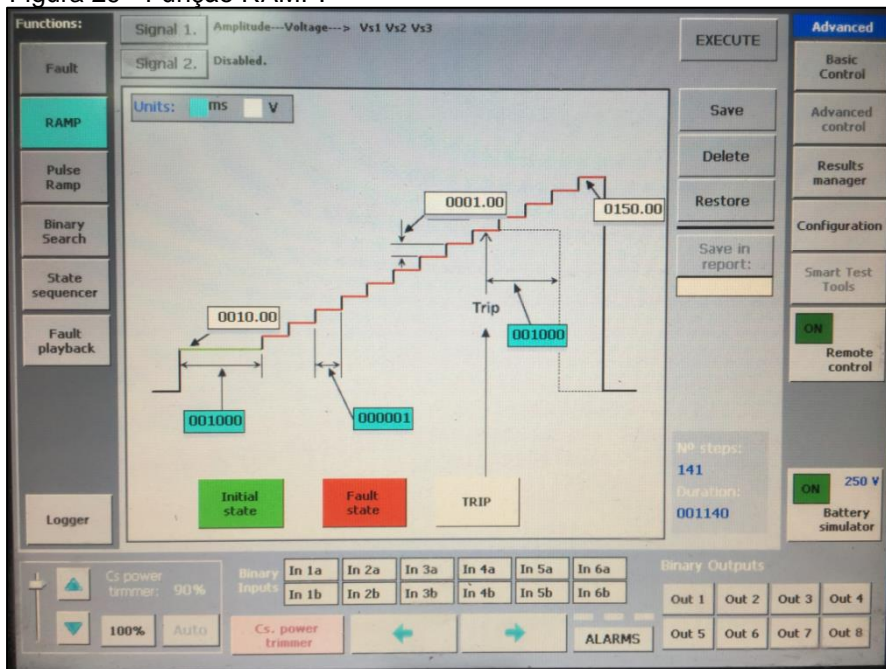 Figura 28 - Função RAMP.
Functions:
Signal 1.
Amplitude---Voltage---> Vs1 Vs2 Vs3
Signal 2.
Disabled.
Fault
RAMP
Pulse
Ramp
Binary
Search
State
sequencer
Fault
playback
Logger
Units: ms V
0001.00
0150.00
0010.00
Trip
001000
001000
000001
Initial
state
Fault
state
TRIP
EXECUTE
Save
Delete
Restore
Save in
report:
Nº steps:
141
Duration:
001140
Advanced
Basic
Control
Advanced
control
Results
manager
Configuration
Smart Test
Tools
ON
Remote
control
ON
250 V
Battery
simulator
Cs power
trimmer: 90%
100%
Auto
Binary
Inputs
In 1a
In 2a
In 3a
In 4a
In 5a
In 6a
In 1b
In 2b
In 3b
In 4b
In 5b
In 6b
Cs. power
trimmer
ALARMS
Binary Outputs
Out 1
Out 2
Out 3
Out 4
Out 5
Out 6
Out 7
Out 8